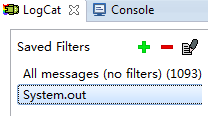 LogCat Console
Saved Filters
All messages (no filters) (1093)
System.out